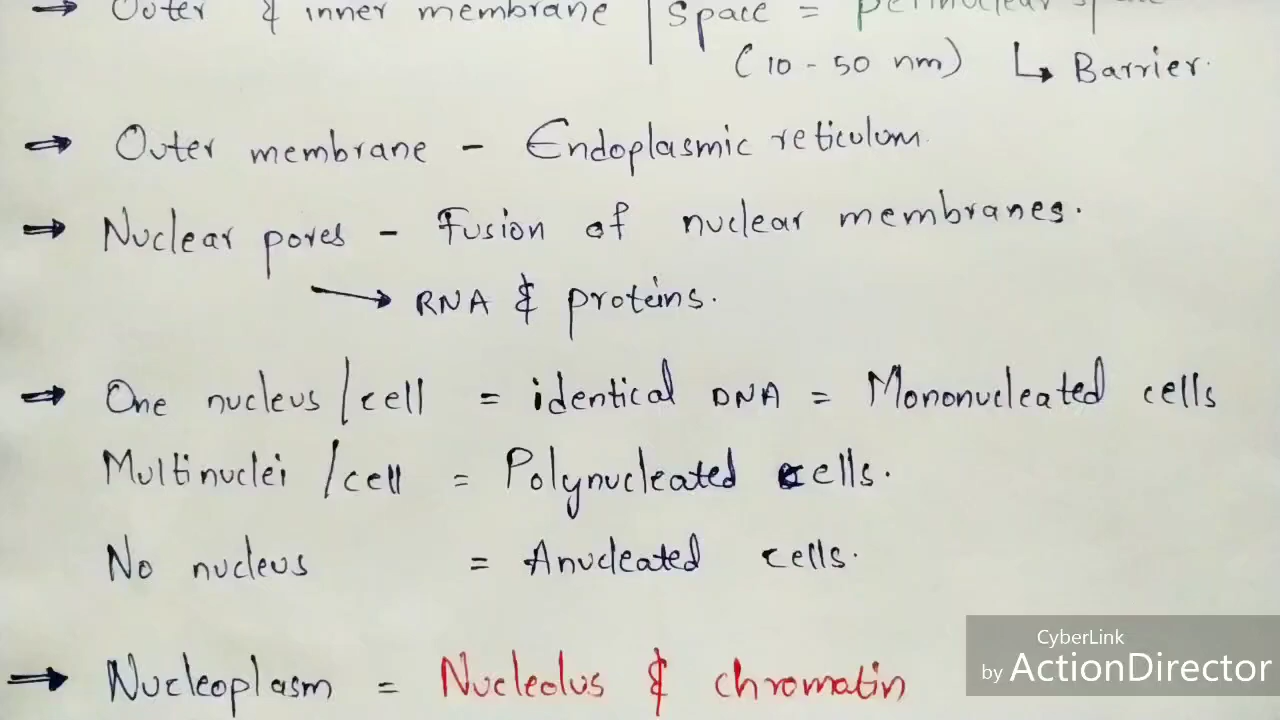 → Outer & inner membrane | Space = perinuclear space
(10 - 50 nm) ↳ Barrier.
→ Outer membrane - Endoplasmic reticulum.
→ Nuclear pores - Fusion of nuclear membranes.
→ RNA & proteins.
→ One nucleus / cell = identical DNA = Mononucleated cells
Multinuclei / cell = Polynucleated cells.
No nucleus = Anucleated cells.
→ Nucleoplasm = Nucleolus & chromatin
CyberLink
by ActionDirector